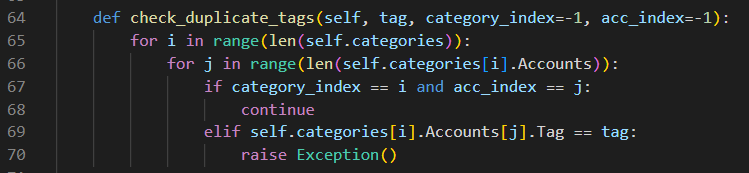 64 def check_duplicate_tags(self, tag, category_index=-1, acc_index=-1):
65 for i in range(len(self.categories)):
66 for j in range(len(self.categories[i].Accounts)):
67 if category_index == i and acc_index == j:
68 continue
69 elif self.categories[i].Accounts[j].Tag == tag:
70 raise Exception()